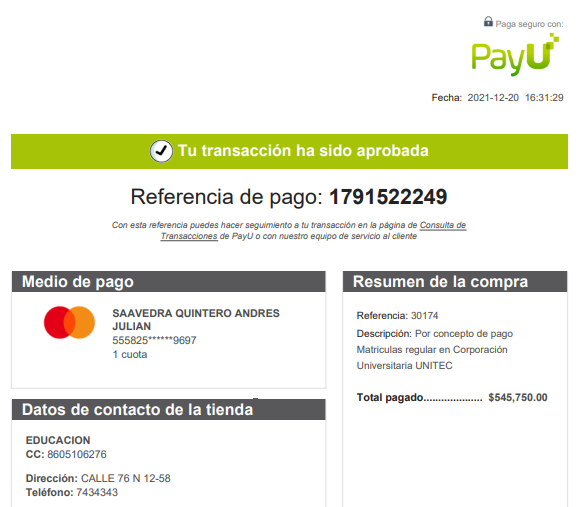 Paga seguro con:
PayU
Fecha: 2021-12-20 16:31:29
Tu transacción ha sido aprobada
Referencia de pago: 1791522249
Con esta referencia puedes hacer seguimiento a tu transacción en la página de Consulta de
Transacciones de PayU o con nuestro equipo de servicio al cliente
Medio de pago
SAAVEDRA QUINTERO ANDRES
JULIAN
555825******9697
1 cuota
Datos de contacto de la tienda
EDUCACION
CC: 8605106276
Dirección: CALLE 76 N 12-58
Teléfono: 7434343
Resumen de la compra
Referencia: 30174
Descripción: Por concepto de pago
Matriculas regular en Corporación
Universitaria UNITEC
Total pagado.................... $545,750.00